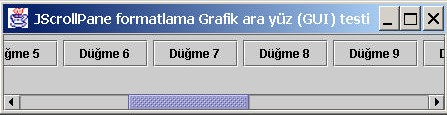 JScrollPane formatlama Grafik ara yüz (GUI) testi
ğme 5 Düğme 6 Düğme 7 Düğme 8 Düğme 9 D